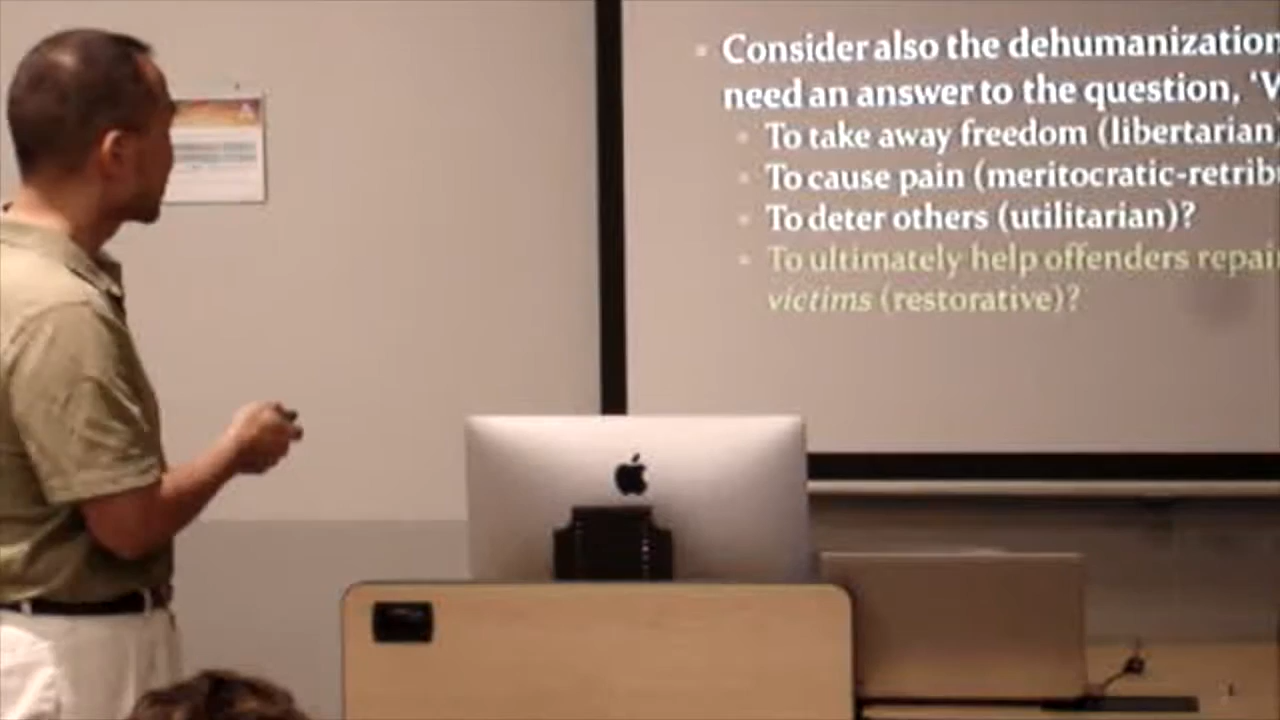 Consider also the dehumanization
need an answer to the question, 'V
To take away freedom (libertarian)
To cause pain (meritocratic-retrib
To deter others (utilitarian)?
To ultimately help offenders repai
victims (restorative)?